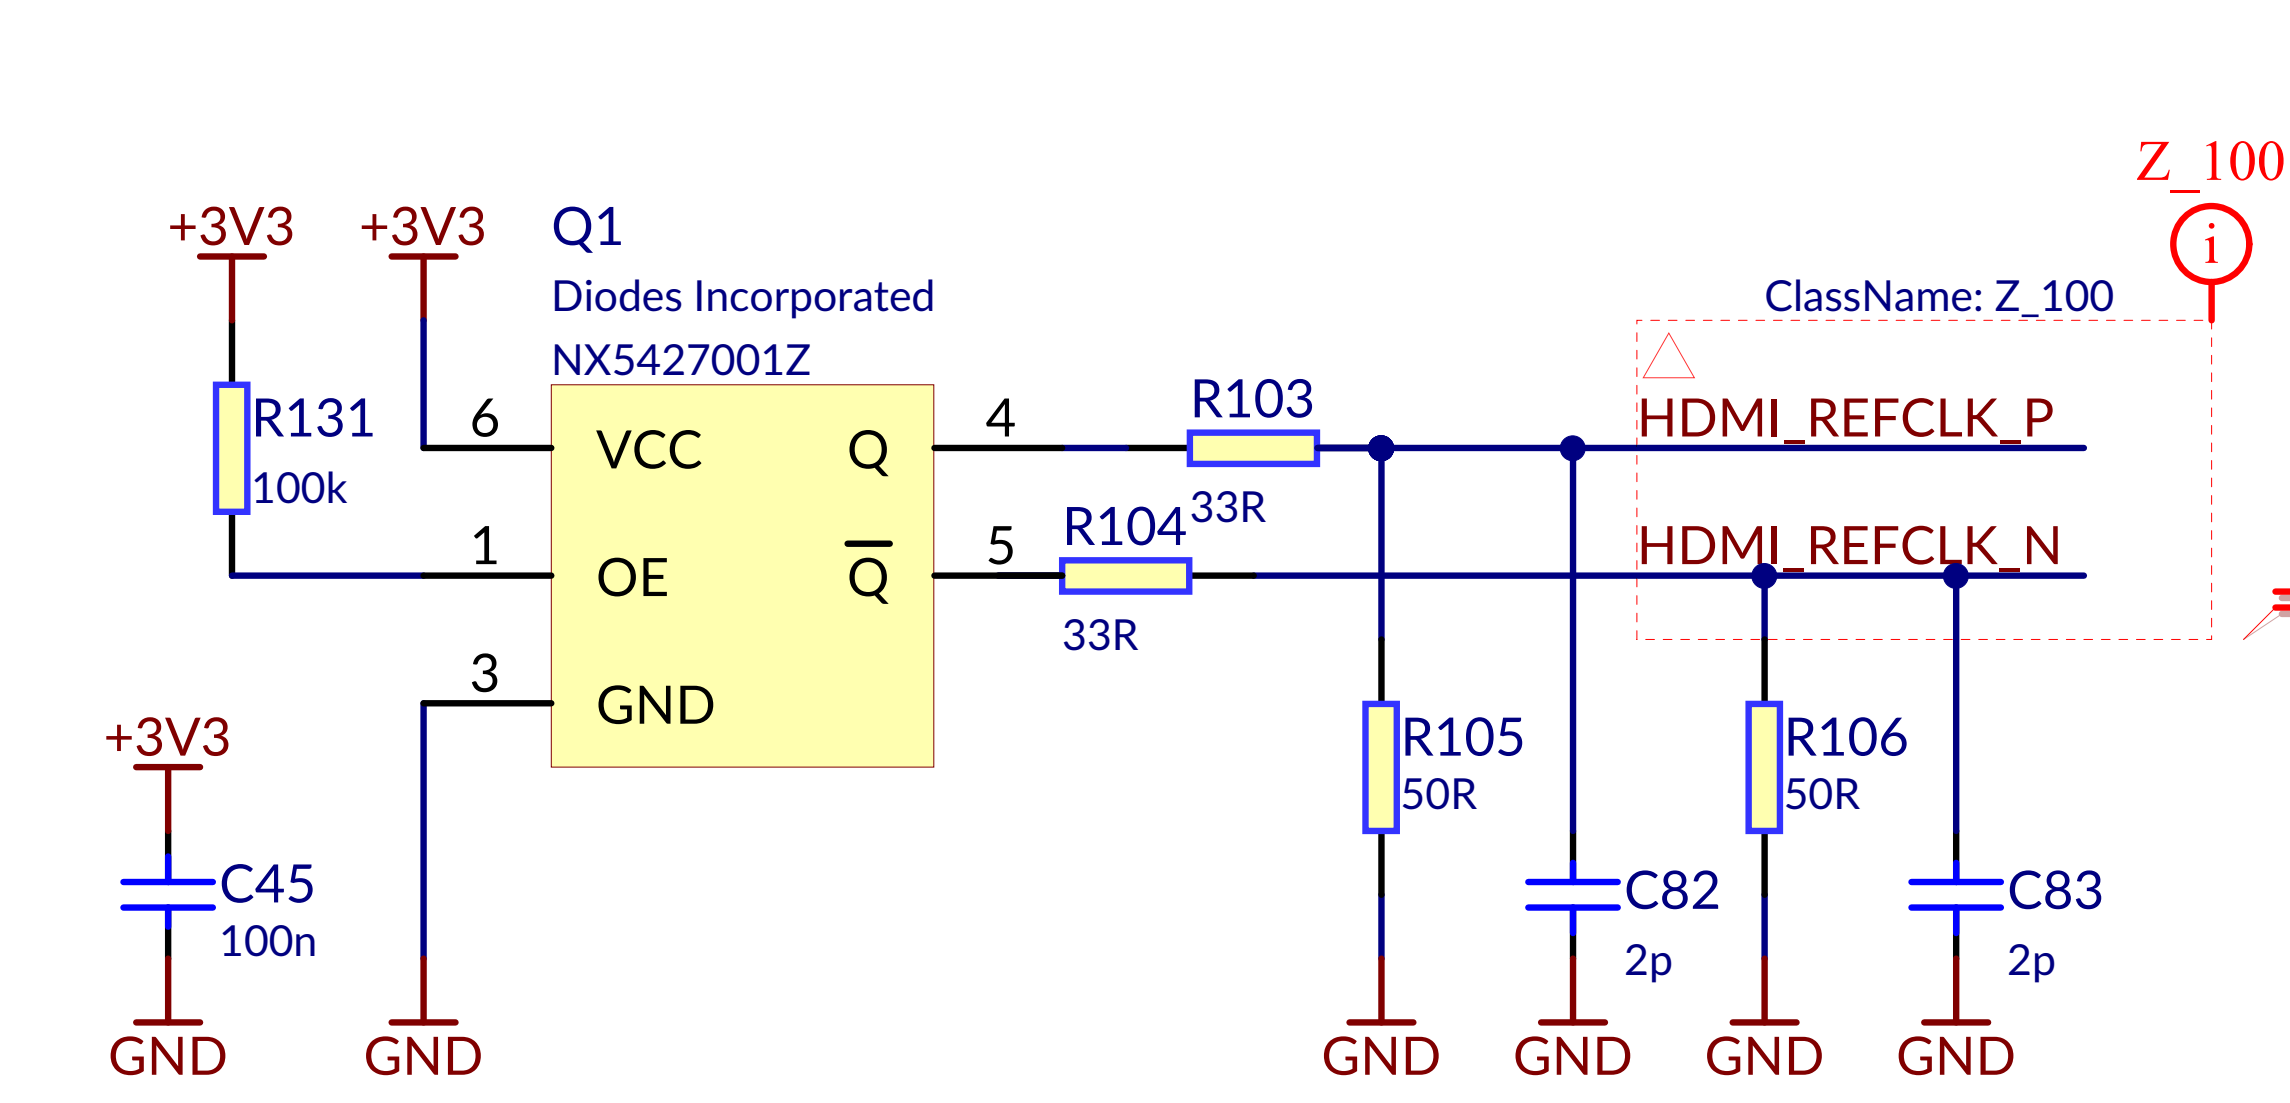 Z_100
i
+3V3
+3V3
Q1
Diodes Incorporated
NX5427001Z
ClassName: Z_100
R131
100k
6
VCC
Q
4
R103
33R
HDMI_REFCLK_P
1
OE
Q
5
R104
33R
HDMI_REFCLK_N
3
GND
+3V3
C45
100n
R105
50R
R106
50R
C82
2p
C83
2p
GND
GND
GND
GND
GND
GND